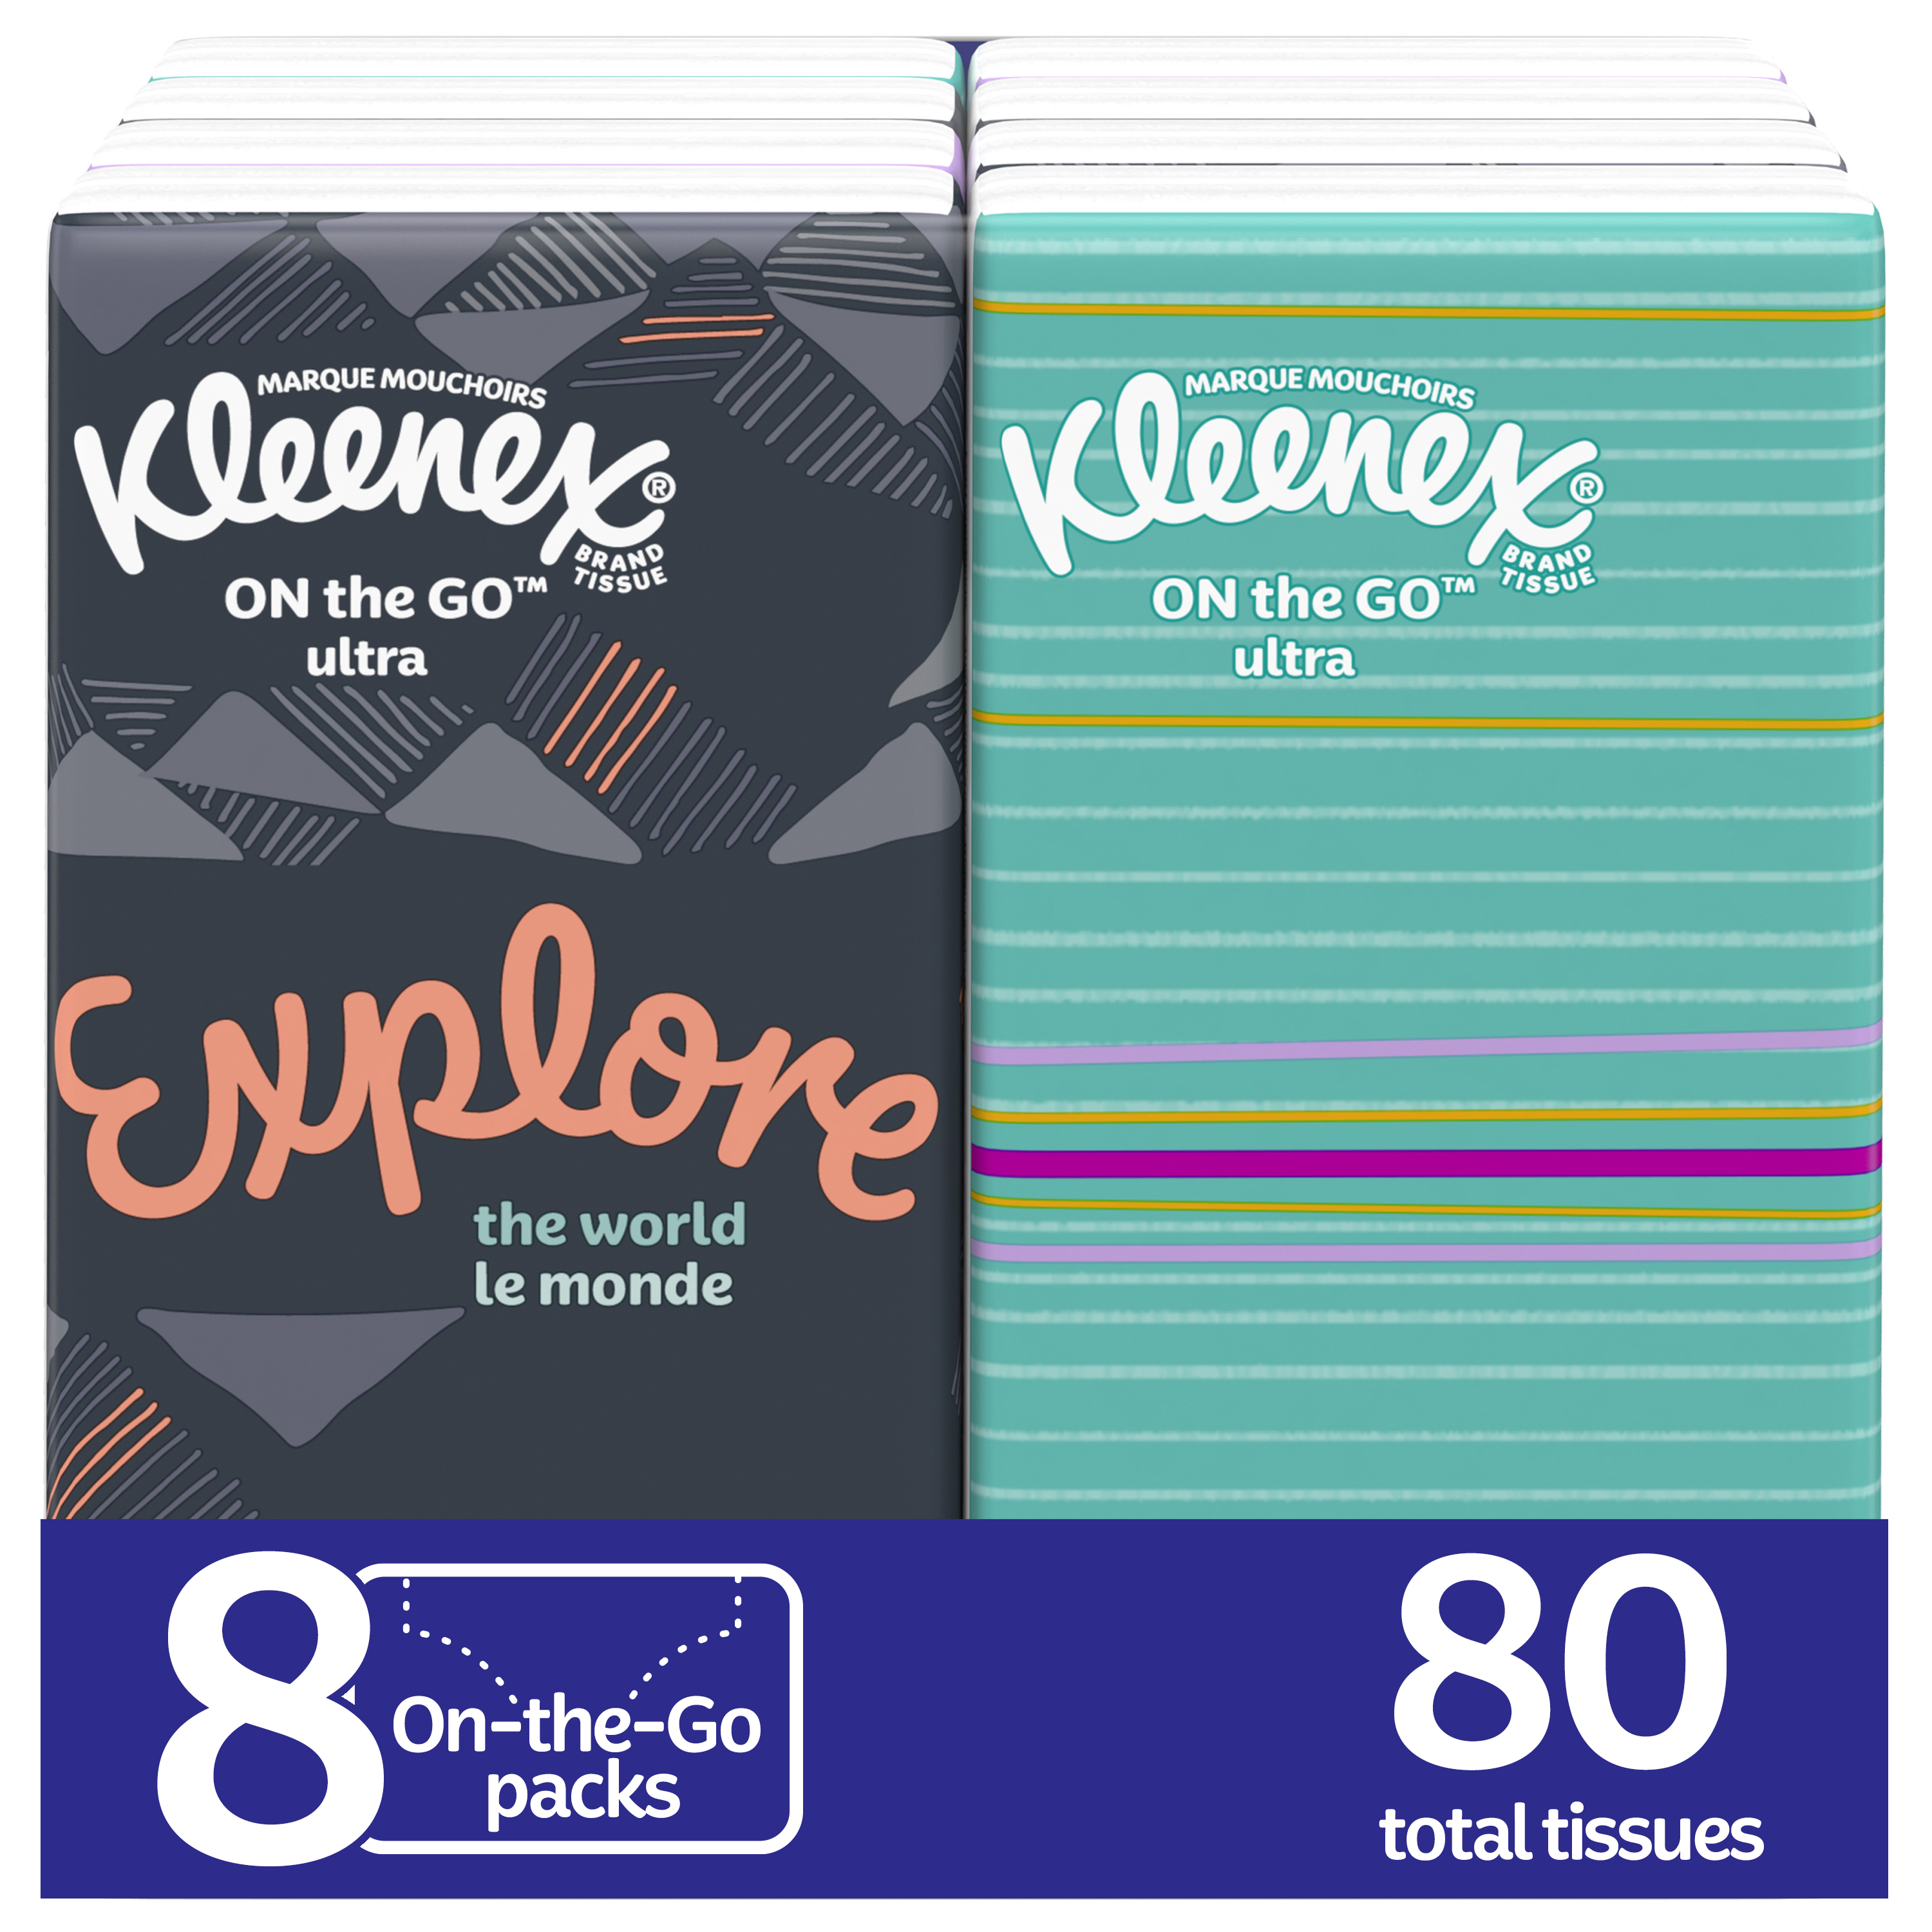 MARQUE MOUCHOIRS
Kleenex®
BRAND
TISSUE
ON the GO™
ultra
Explore
the world
le monde
MARQUE MOUCHOIRS
Kleenex®
BRAND
TISSUE
ON the GO™
ultra
8
On-the-Go
packs
80
total tissues